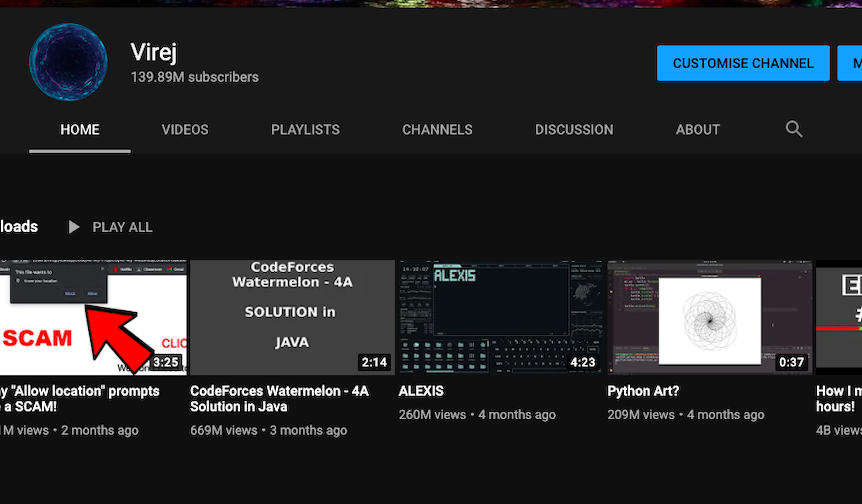 Virej
139.89M subscribers
CUSTOMISE CHANNEL
M
HOME VIDEOS PLAYLISTS CHANNELS DISCUSSION ABOUT
loads PLAY ALL
This file wants to
Know your location
Block Allow
SCAM
CLIC
3:25
CodeForces
Watermelon - 4A
SOLUTION in
JAVA
2:14
14:32:07
ALEXIS
4:23
0:37
y "Allow location" prompts
a SCAM!
M views • 2 months ago
CodeForces Watermelon - 4A
Solution in Java
669M views • 3 months ago
ALEXIS
260M views • 4 months ago
Python Art?
209M views • 4 months ago
How I m
hours!
4B views